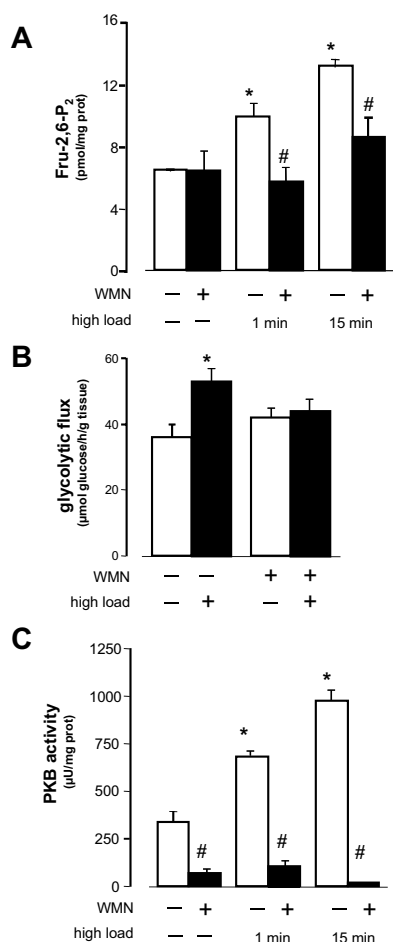 A
Fru-2,6-P2
(pmol/mg prot)
16
12
8
4
0
*
*
#
#
WMN — + — + — +
high load — — 1 min 15 min
B
glycolytic flux
(µmol glucose/h/g tissue)
60
40
20
0
*
WMN — — + +
high load — + — +
C
PKB activity
(µU/mg prot)
1250
1000
750
500
250
0
*
*
#
#
#
WMN — + — + — +
high load — — 1 min 15 min